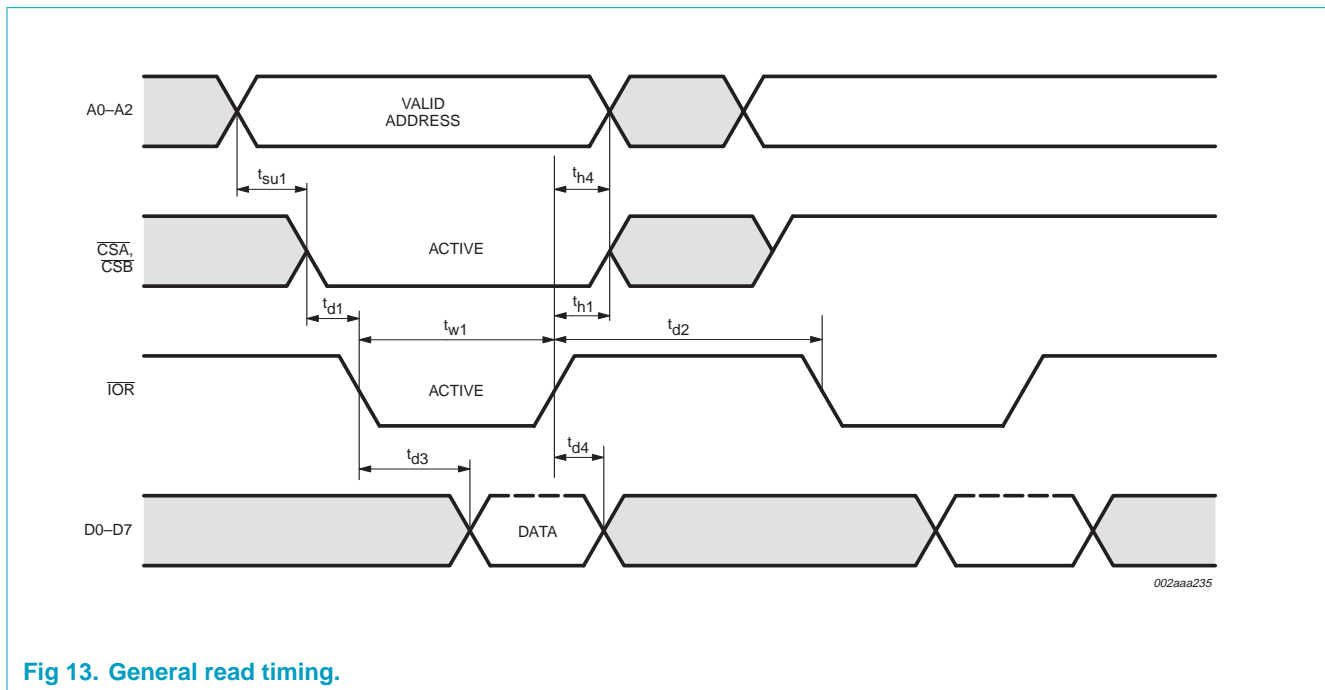 A0–A2
VALID
ADDRESS
tsu1
th4
CSA,
CSB
ACTIVE
td1
th1
tw1
td2
IOR
ACTIVE
td3
td4
D0–D7
DATA
002aaa235
Fig 13. General read timing.